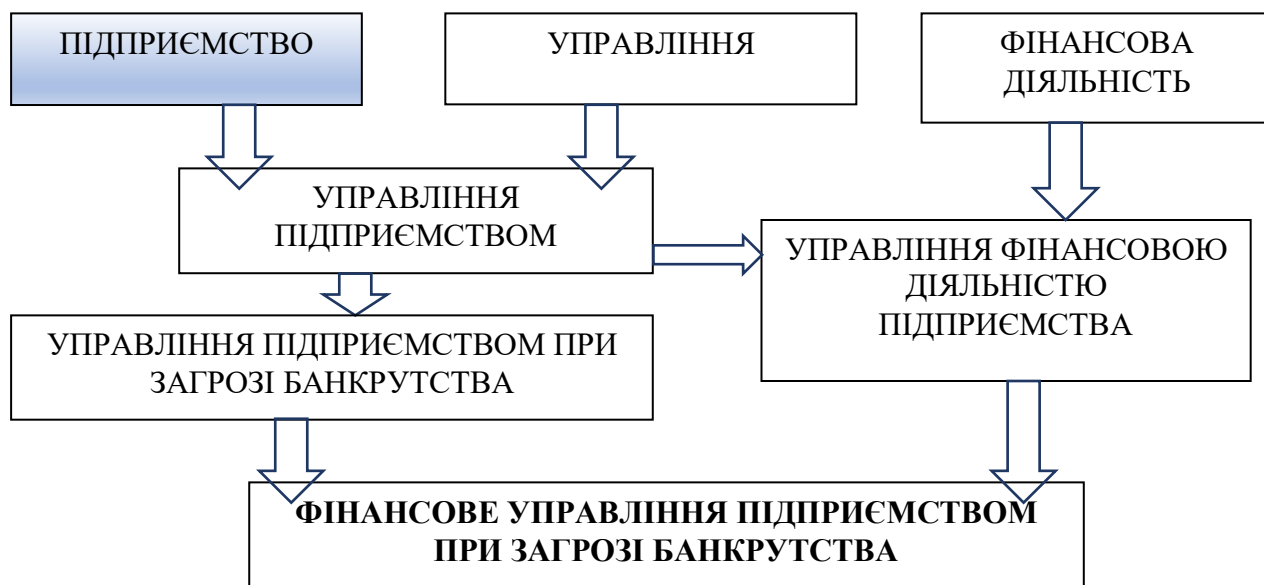 ПІДПРИЄМСТВО
УПРАВЛІННЯ
ФІНАНСОВА
ДІЯЛЬНІСТЬ
УПРАВЛІННЯ
ПІДПРИЄМСТВОМ
УПРАВЛІННЯ ФІНАНСОВОЮ
ДІЯЛЬНІСТЮ
ПІДПРИЄМСТВА
УПРАВЛІННЯ ПІДПРИЄМСТВОМ ПРИ
ЗАГРОЗІ БАНКРУТСТВА
ФІНАНСОВЕ УПРАВЛІННЯ ПІДПРИЄМСТВОМ
ПРИ ЗАГРОЗІ БАНКРУТСТВА